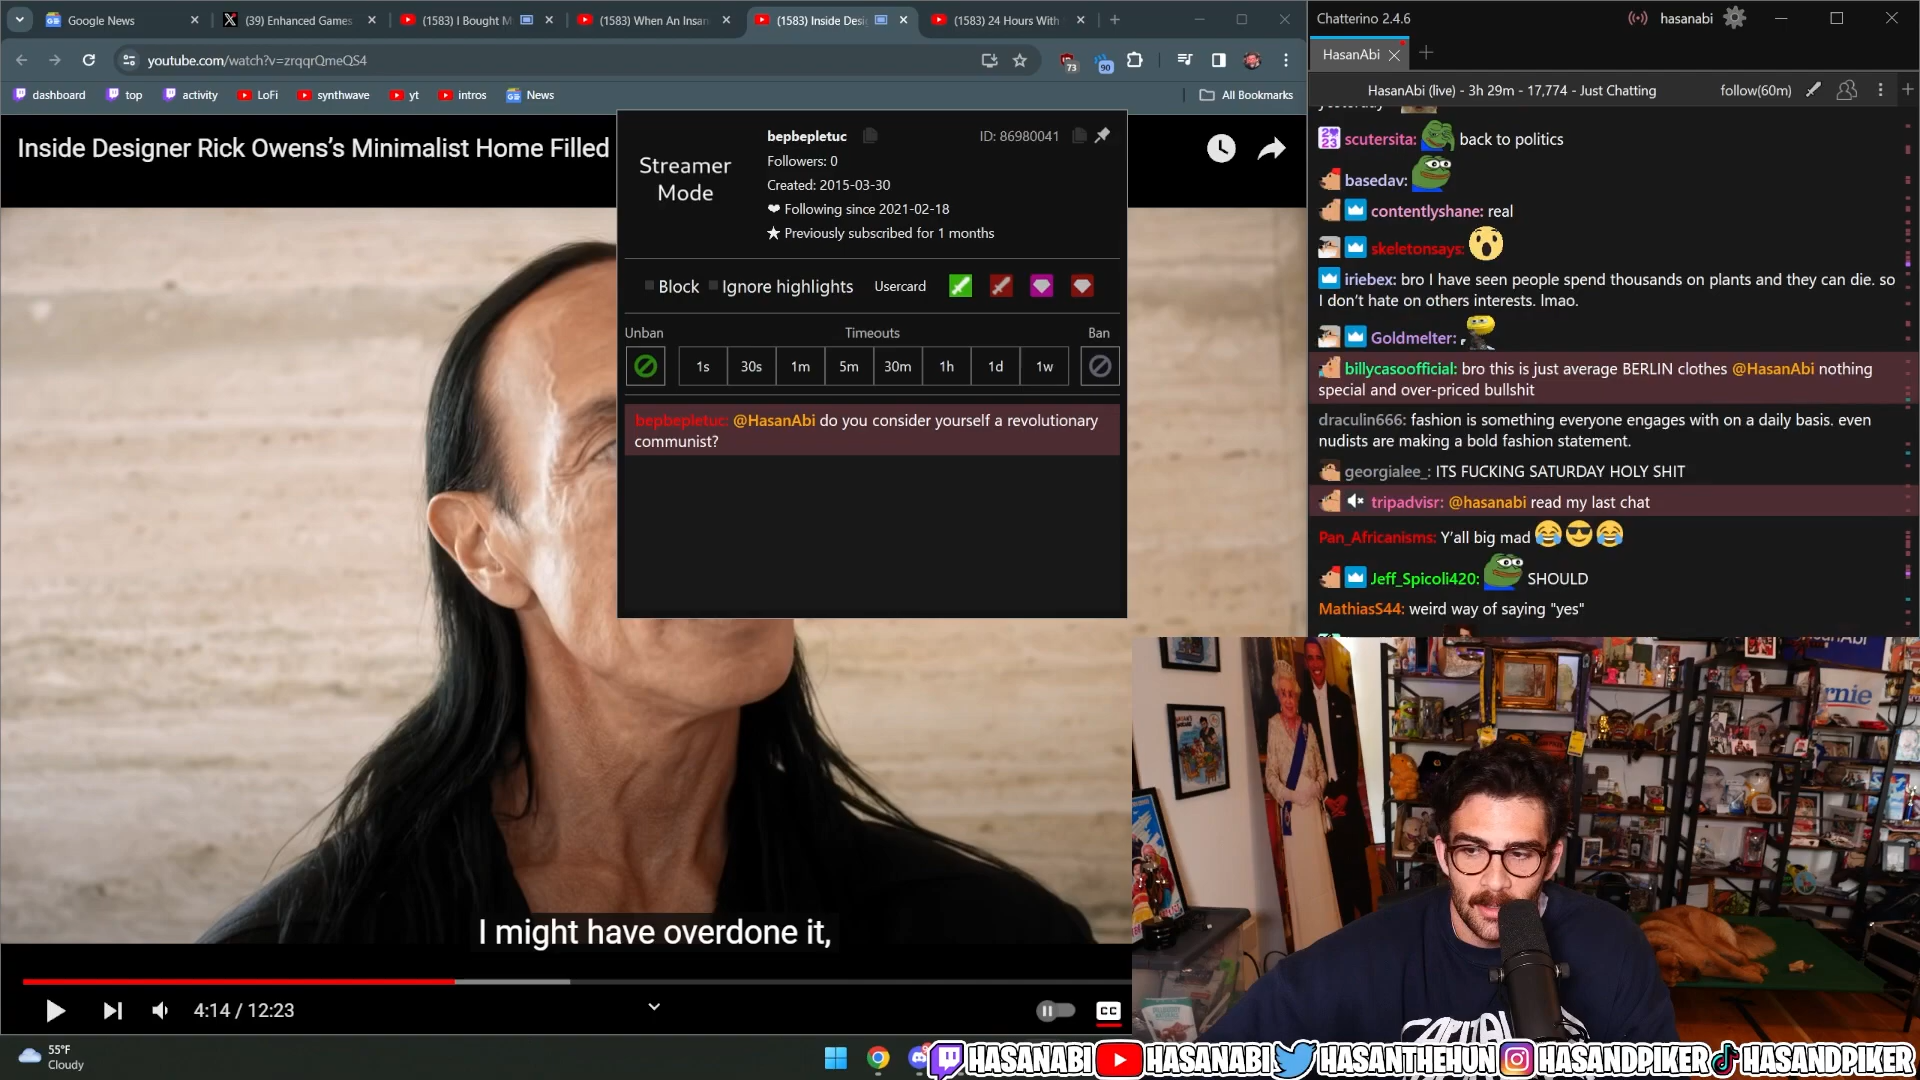 Google News
(39) Enhanced Games
(1583) I Bought M
(1583) When An Insan
(1583) Inside Desi
(1583) 24 Hours With
youtube.com/watch?v=zrqqrQmeQS4
73
90
dashboard
top
activity
LoFi
synthwave
yt
intros
News
All Bookmarks
Inside Designer Rick Owens’s Minimalist Home Filled
Streamer
Mode
bepbepletuc
ID: 86980041
Followers: 0
Created: 2015-03-30
❤ Following since 2021-02-18
★ Previously subscribed for 1 months
Block
Ignore highlights
Usercard
Unban
Timeouts
Ban
1s
30s
1m
5m
30m
1h
1d
1w
bepbepletuc: @HasanAbi do you consider yourself a revolutionary
communist?
I might have overdone it,
4:14 / 12:23
CC
55°F
Cloudy
Chatterino 2.4.6
hasanabi
HasanAbi
HasanAbi (live) - 3h 29m - 17,774 - Just Chatting
follow(60m)
yesterday
scutersita: back to politics
basedav:
contentlyshane: real
skeletonsays:
iriebex: bro I have seen people spend thousands on plants and they can die. so
I don’t hate on others interests. lmao.
Goldmelter:
billycasoofficial: bro this is just average BERLIN clothes @HasanAbi nothing
special and over-priced bullshit
draculin666: fashion is something everyone engages with on a daily basis. even
nudists are making a bold fashion statement.
georgialee_: ITS FUCKING SATURDAY HOLY SHIT
tripadvisr: @hasanabi read my last chat
Pan_Africanisms: Y’all big mad
Jeff_Spicoli420: SHOULD
MathiasS44: weird way of saying "yes"
HASANABI
HASANABI
HASANTHEHUN
HASANDPIKER
HASANDPIKER